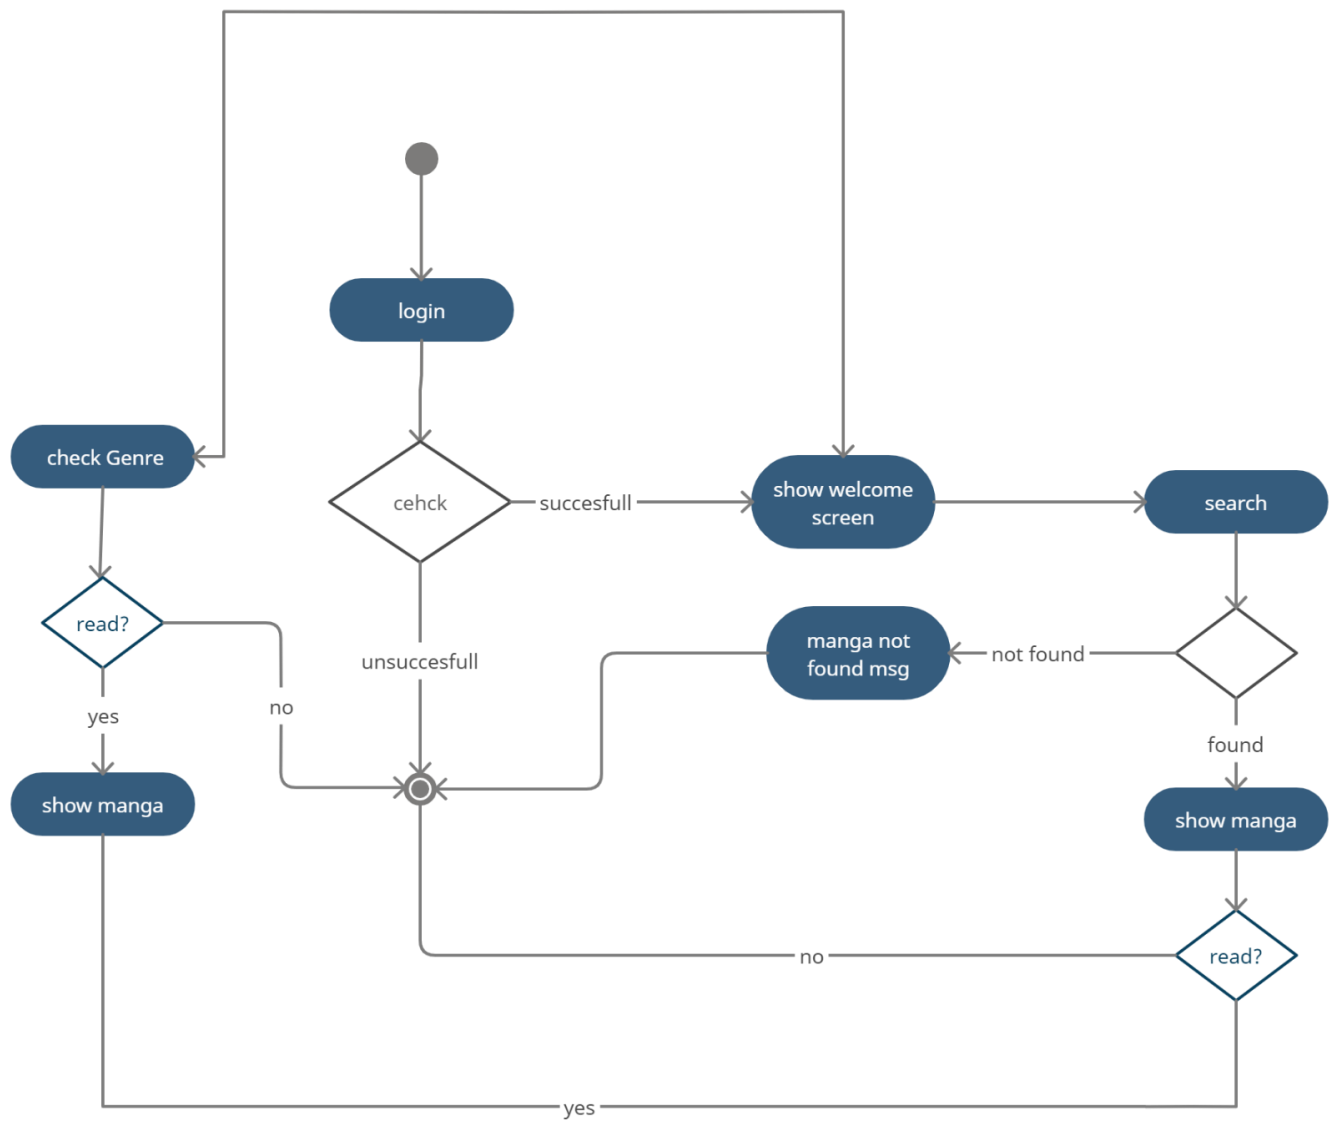 login
check Genre
cehck
succesfull
show welcome
screen
search
read?
unsuccesfull
manga not
found msg
not found
no
yes
found
show manga
show manga
no
read?
yes